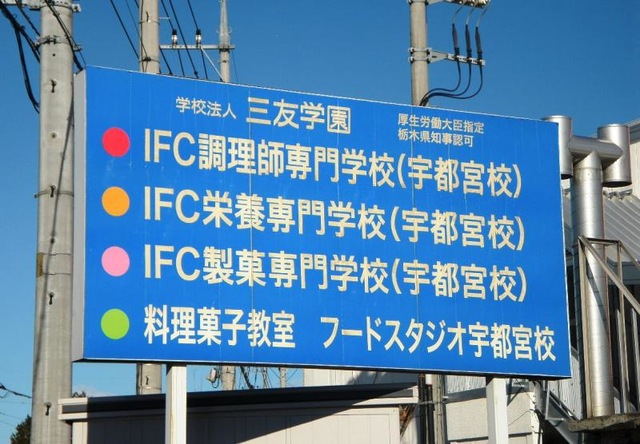 学校法人 三友学園
厚生労働大臣指定
栃木県知事認可
IFC調理師専門学校(宇都宮校)
IFC栄養専門学校(宇都宮校)
IFC製菓専門学校(宇都宮校)
料理菓子教室 フードスタジオ宇都宮校